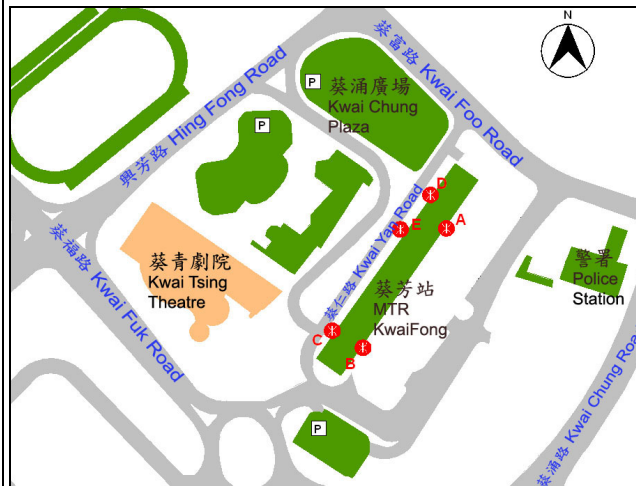 N
葵富路 Kwai Foo Road
興芳路 Hing Fong Road
P
葵涌廣場
Kwai Chung
Plaza
P
D
A
E
葵仁路 Kwai Yan Road
葵福路 Kwai Fuk Road
葵青劇院
Kwai Tsing
Theatre
葵芳站
MTR
KwaiFong
警署
Police
Station
C
B
P
葵涌路 Kwai Chung Roa